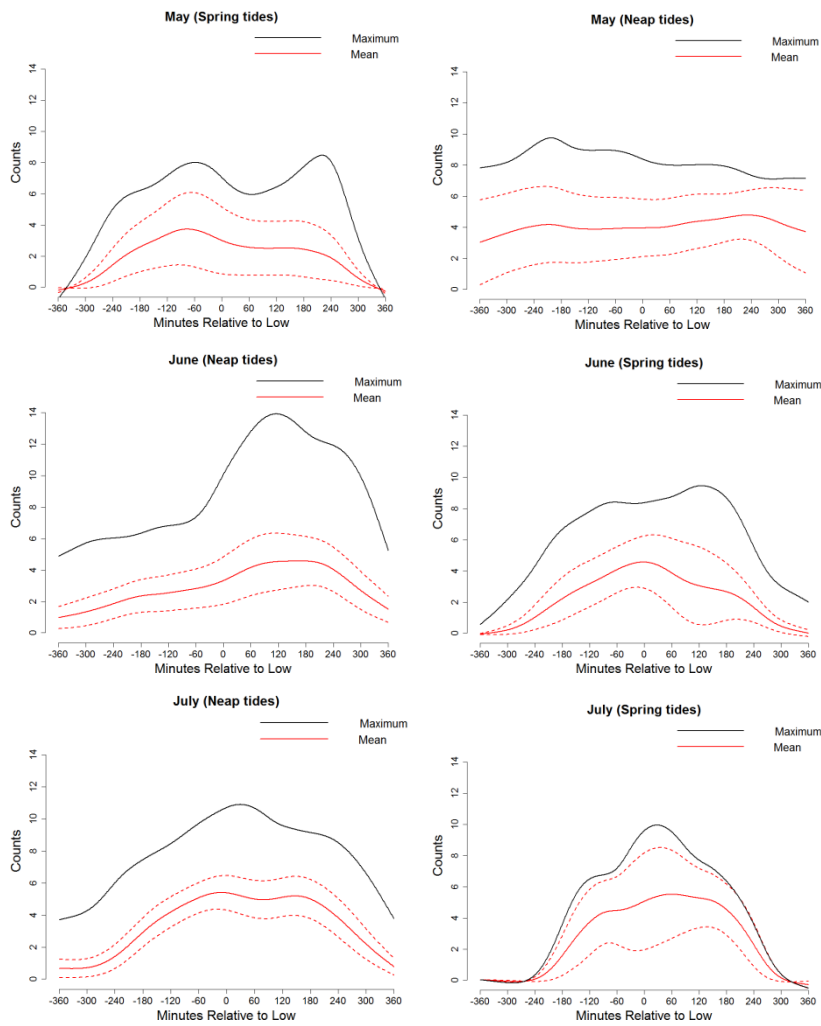 May (Spring tides)
Maximum
Mean
14
12
10
8
6
4
2
0
Counts
-360 -300 -240 -180 -120 -60 0 60 120 180 240 300 360
Minutes Relative to Low
May (Neap tides)
Maximum
Mean
14
12
10
8
6
4
2
0
Counts
-360 -300 -240 -180 -120 -60 0 60 120 180 240 300 360
Minutes Relative to Low
June (Neap tides)
Maximum
Mean
14
12
10
8
6
4
2
0
Counts
-360 -300 -240 -180 -120 -60 0 60 120 180 240 300 360
Minutes Relative to Low
June (Spring tides)
Maximum
Mean
14
12
10
8
6
4
2
0
Counts
-360 -300 -240 -180 -120 -60 0 60 120 180 240 300 360
Minutes Relative to Low
July (Neap tides)
Maximum
Mean
14
12
10
8
6
4
2
0
Counts
-360 -300 -240 -180 -120 -60 0 60 120 180 240 300 360
Minutes Relative to Low
July (Spring tides)
Maximum
Mean
14
12
10
8
6
4
2
0
Counts
-360 -300 -240 -180 -120 -60 0 60 120 180 240 300 360
Minutes Relative to Low